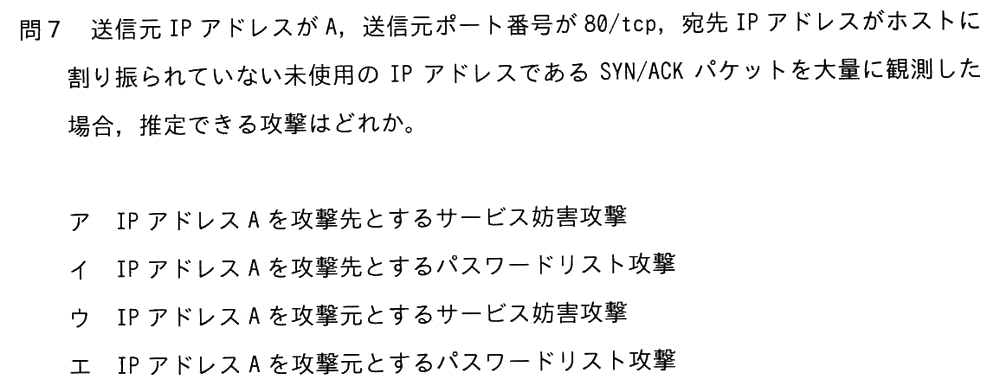 問7 送信元 IP アドレスが A，送信元ポート番号が 80/tcp，宛先 IP アドレスがホストに
割り振られていない未使用の IP アドレスである SYN/ACK パケットを大量に観測した
場合，推定できる攻撃はどれか。
ア IP アドレス A を攻撃先とするサービス妨害攻撃
イ IP アドレス A を攻撃先とするパスワードリスト攻撃
ウ IP アドレス A を攻撃元とするサービス妨害攻撃
エ IP アドレス A を攻撃元とするパスワードリスト攻撃